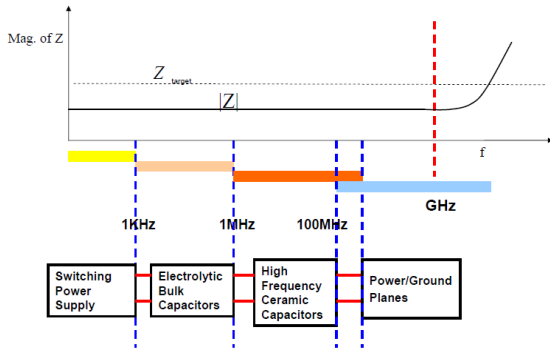 Mag. of Z
Z target
|Z|
f
GHz
1KHz
1MHz
100MHz
Switching
Power
Supply
Electrolytic
Bulk
Capacitors
High
Frequency
Ceramic
Capacitors
Power/Ground
Planes